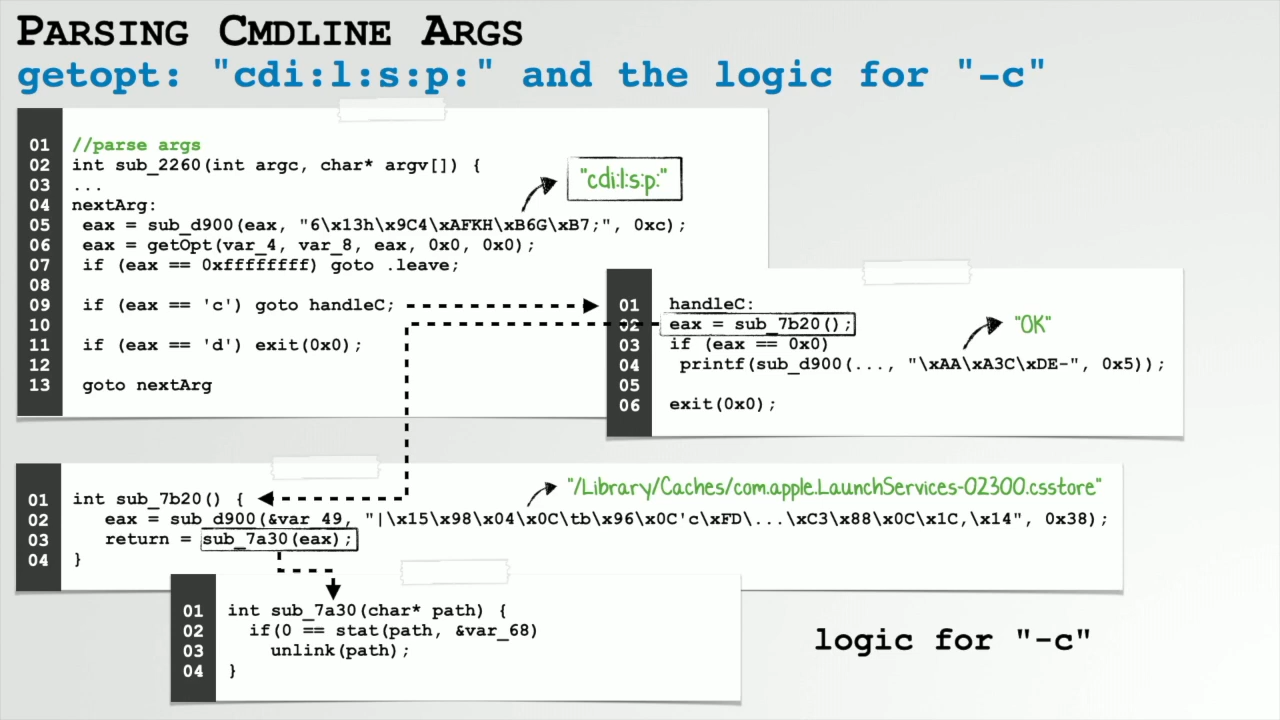 PARSING CMDLINE ARGS
getopt: "cdi:l:s:p:" and the logic for "-c"
01 //parse args
02 int sub_2260(int argc, char* argv[]) {
03 ...
04 nextArg:
"cdi:l:s:p:"
05 eax = sub_d900(eax, "6\x13h\x9C4\xAFKH\xB6G\xB7;", 0xc);
06 eax = getOpt(var_4, var_8, eax, 0x0, 0x0);
07 if (eax == 0xffffffff) goto .leave;
08
09 if (eax == 'c') goto handleC;
10
11 if (eax == 'd') exit(0x0);
12
13 goto nextArg
01 handleC:
02 eax = sub_7b20();
03 if (eax == 0x0)
"OK"
04 printf(sub_d900(..., "\xAA\xA3C\xDE-", 0x5));
05
06 exit(0x0);
"/Library/Caches/com.apple.LaunchServices-02300.csstore"
01 int sub_7b20() {
02 eax = sub_d900(&var_49, "|\x15\x98\x04\x0C\tb\x96\x0C'c\xFD\...\xC3\x88\x0C\x1C,\x14", 0x38);
03 return = sub_7a30(eax);
04 }
01 int sub_7a30(char* path) {
02 if(0 == stat(path, &var_68)
03 unlink(path);
04 }
logic for "-c"